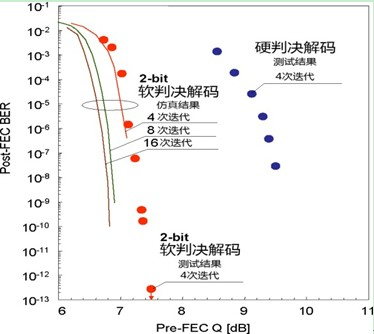 10-1
10-2
10-3
10-4
10-5
10-6
10-7
10-8
10-9
10-10
10-11
10-12
10-13
Post-FEC BER
硬判决解码
测试结果
4次迭代
2-bit
软判决解码
仿真结果
4次迭代
8次迭代
16次迭代
2-bit
软判决解码
测试结果
4次迭代
6 7 8 9 10 11
Pre-FEC Q [dB]